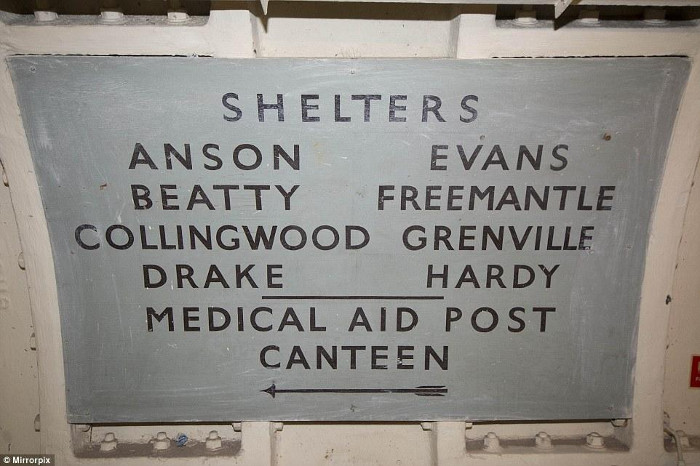 SHELTERS
ANSON EVANS
BEATTY FREEMANTLE
COLLINGWOOD GRENVILLE
DRAKE HARDY
MEDICAL AID POST
CANTEEN
© Mirrorpix